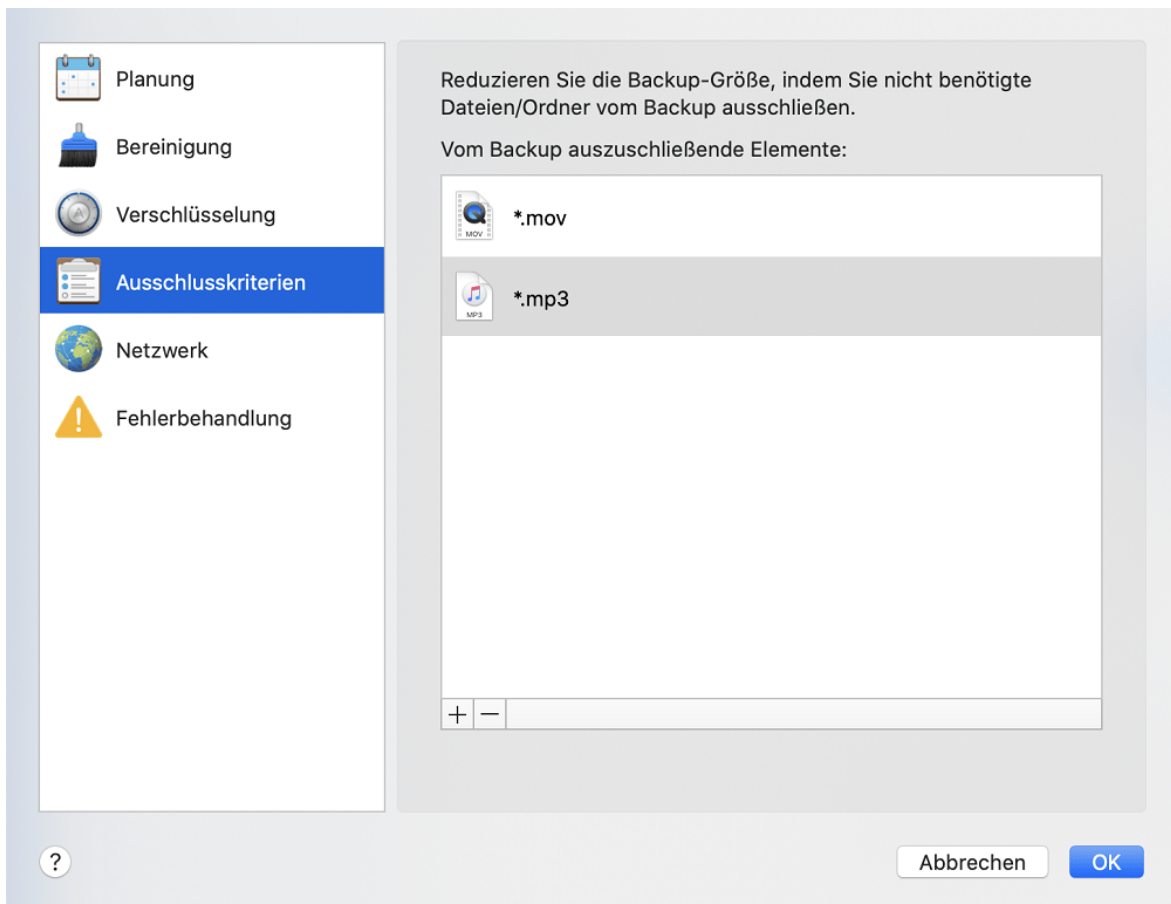 Planung
Bereinigung
Verschlüsselung
Ausschlusskriterien
Netzwerk
Fehlerbehandlung
Reduzieren Sie die Backup-Größe, indem Sie nicht benötigte
Dateien/Ordner vom Backup ausschließen.
Vom Backup auszuschließende Elemente:
MOV
*.mov
MP3
*.mp3
+ −
?
Abbrechen
OK